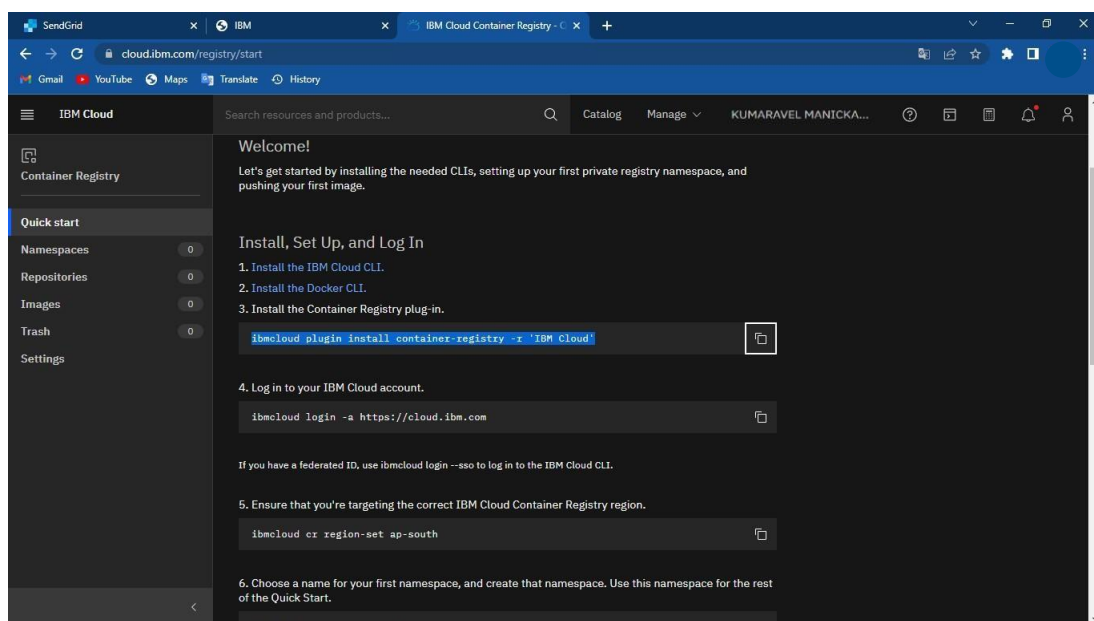 SendGrid
IBM
IBM Cloud Container Registry - C
cloud.ibm.com/registry/start
Gmail
YouTube
Maps
Translate
History
IBM Cloud
Search resources and products...
Catalog
Manage
KUMARAVEL MANICKA...
Container Registry
Quick start
Namespaces 0
Repositories 0
Images 0
Trash 0
Settings
Welcome!
Let's get started by installing the needed CLIs, setting up your first private registry namespace, and
pushing your first image.
Install, Set Up, and Log In
1. Install the IBM Cloud CLI.
2. Install the Docker CLI.
3. Install the Container Registry plug-in.
ibmcloud plugin install container-registry -r 'IBM Cloud'
4. Log in to your IBM Cloud account.
ibmcloud login -a https://cloud.ibm.com
If you have a federated ID, use ibmcloud login --sso to log in to the IBM Cloud CLI.
5. Ensure that you're targeting the correct IBM Cloud Container Registry region.
ibmcloud cr region-set ap-south
6. Choose a name for your first namespace, and create that namespace. Use this namespace for the rest
of the Quick Start.